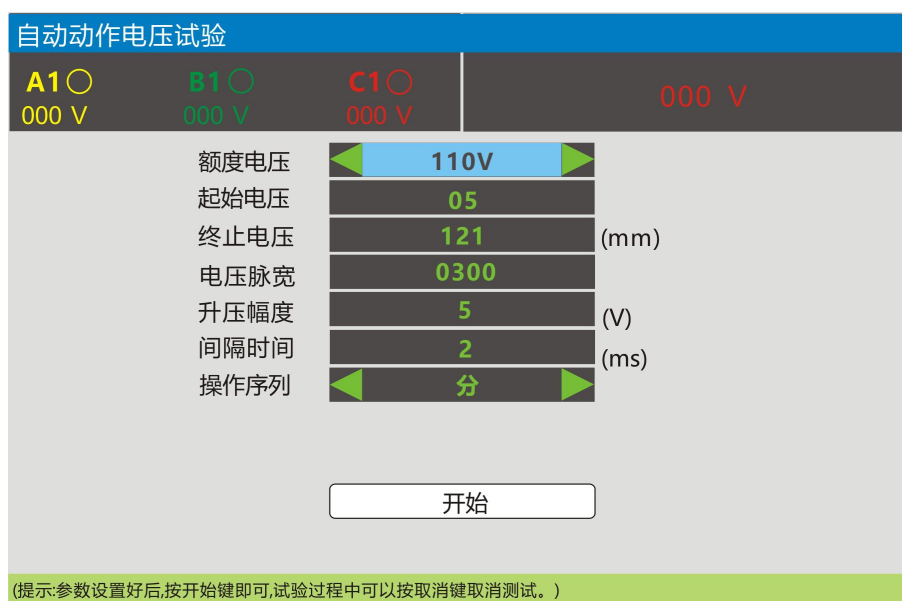 自动动作电压试验
A1 B1 C1
000 V 000 V 000 V 000 V
额度电压 110V
起始电压 05
终止电压 121 (mm)
电压脉宽 0300
升压幅度 5 (V)
间隔时间 2 (ms)
操作序列 分
开始
(提示:参数设置好后,按开始键即可,试验过程中可以按取消键取消测试。)